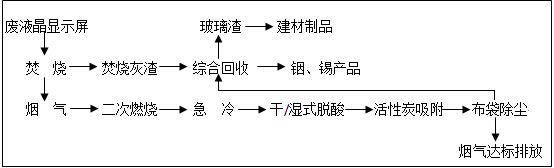 废液晶显示屏 玻璃渣 建材制品
焚 烧 焚烧灰渣 综合回收 铟、锡产品
烟 气 二次燃烧 急 冷 干/湿式脱酸 活性炭吸附 布袋除尘
烟气达标排放